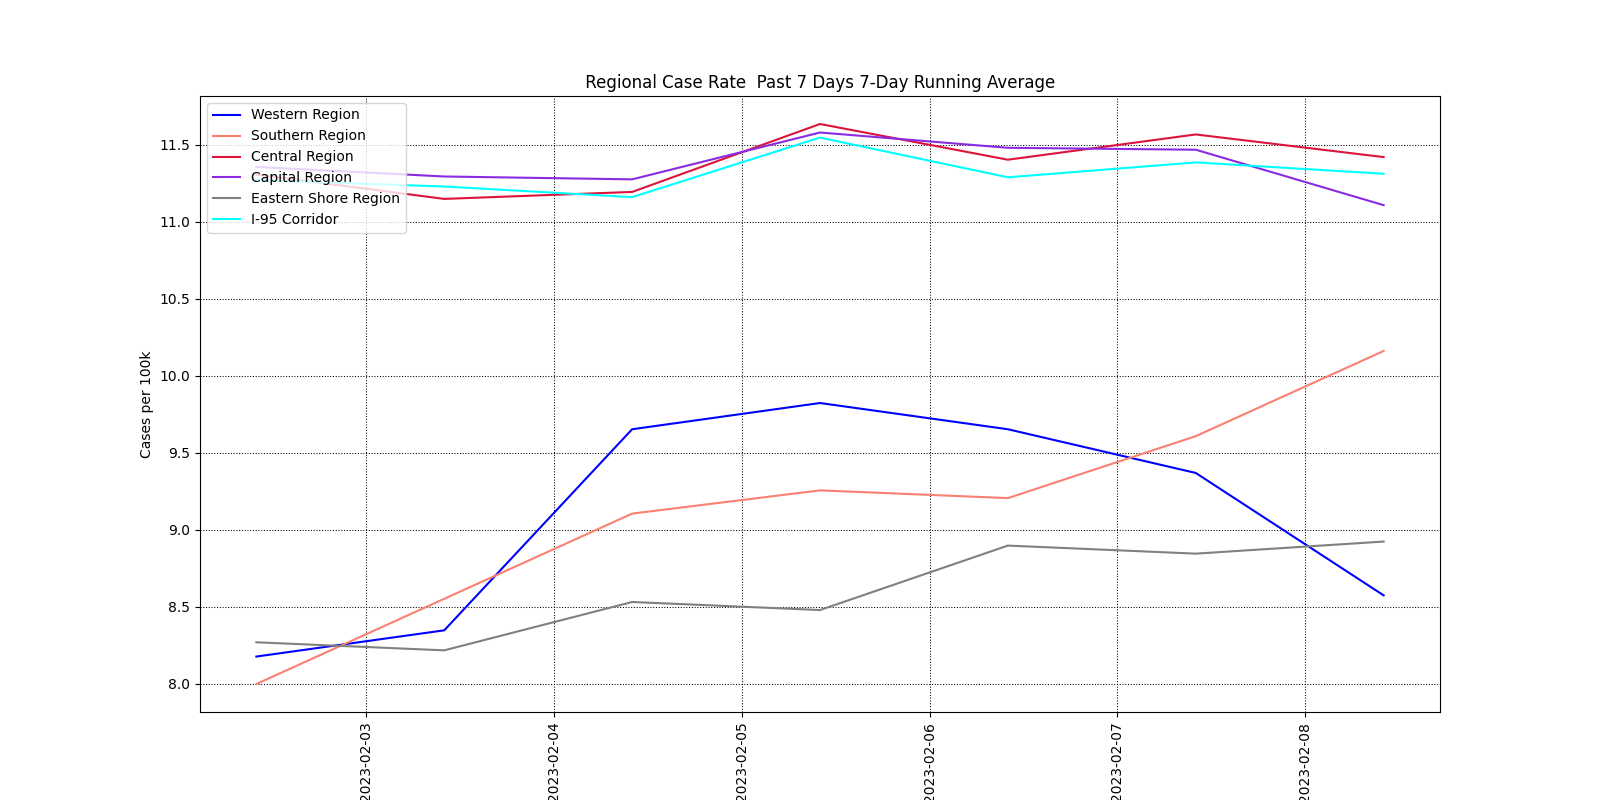 Regional Case Rate  Past 7 Days 7-Day Running Average
Western Region
Southern Region
Central Region
Capital Region
Eastern Shore Region
I-95 Corridor
11.5
11.0
10.5
10.0
9.5
9.0
8.5
8.0
Cases per 100k
2023-02-03
2023-02-04
2023-02-05
2023-02-06
2023-02-07
2023-02-08